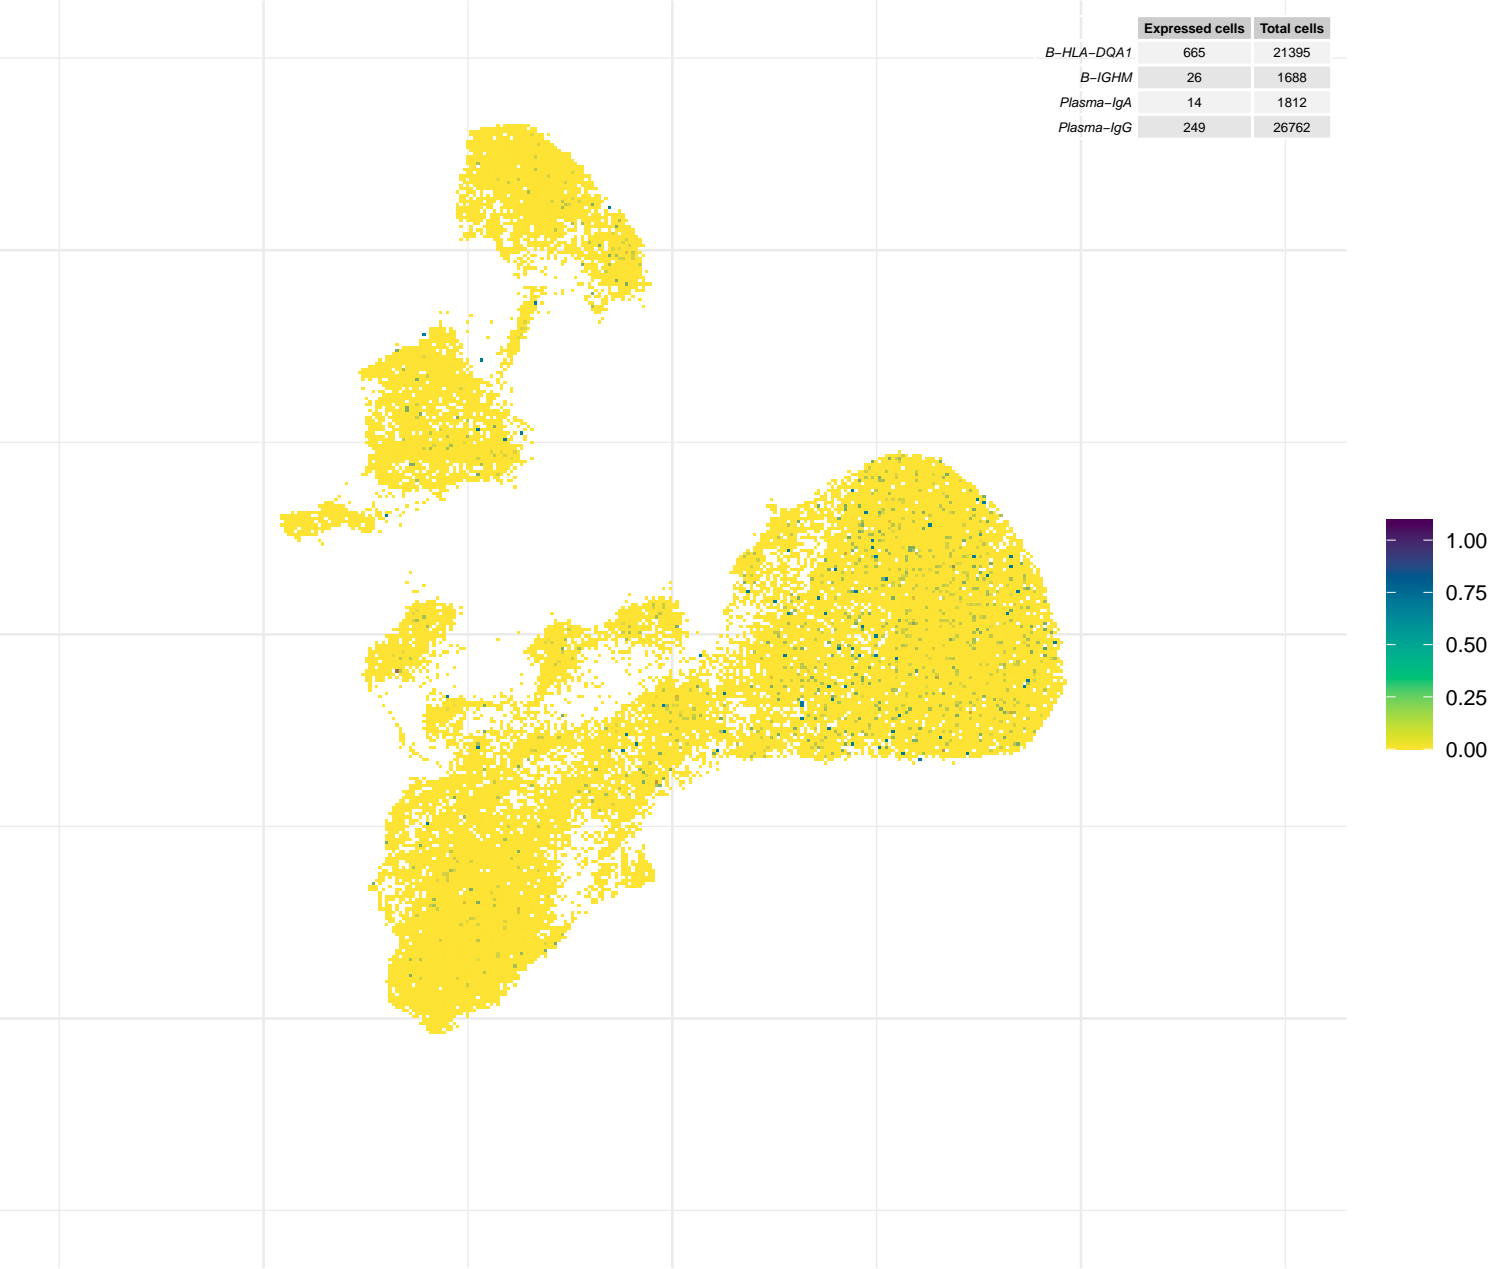 Expressed cells Total cells
B−HLA−DQA1 665 21395
B−IGHM 26 1688
Plasma−IgA 14 1812
Plasma−IgG 249 26762
1.00
0.75
0.50
0.25
0.00